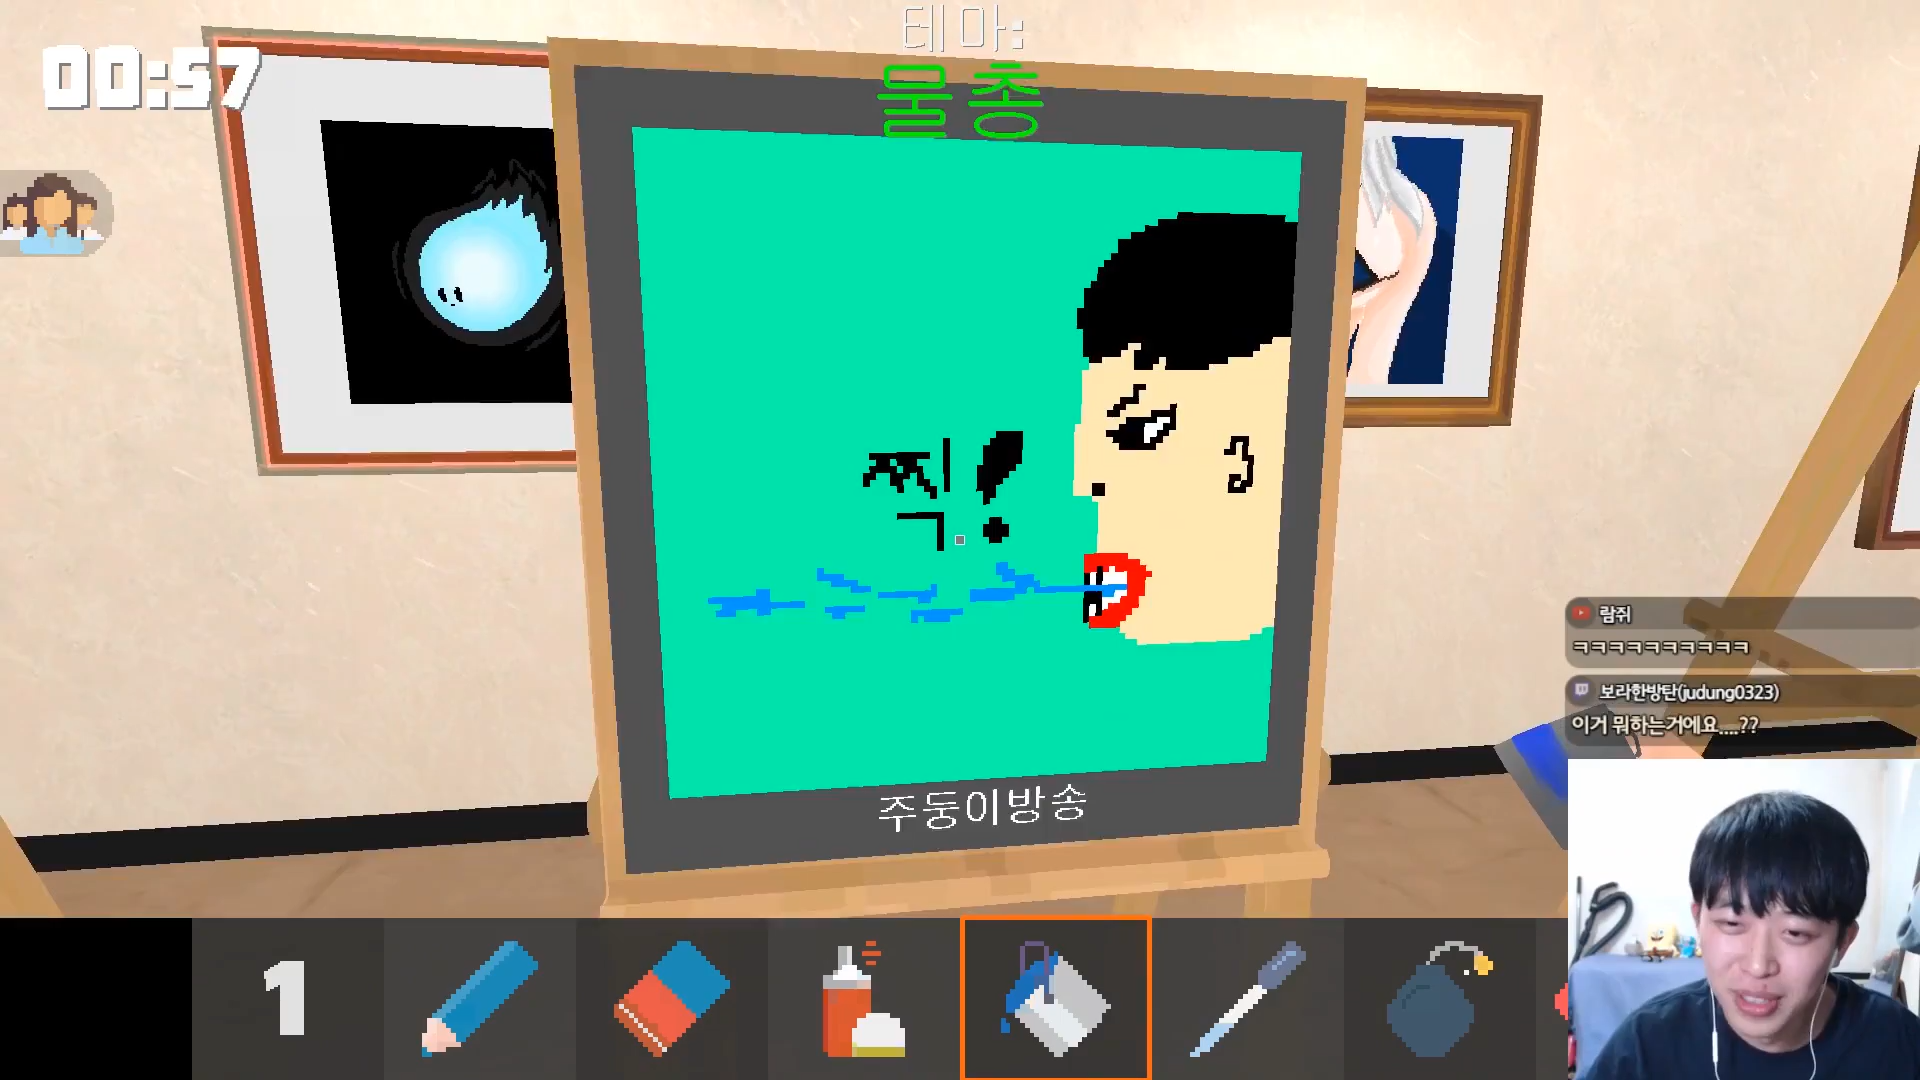 테마:
00:57
물총
찍!
주둥이방송
람쥐
ㅋㅋㅋㅋㅋㅋㅋㅋㅋㅋ
보라한방탄(judung0323)
이거 뭐하는거에요....??
1